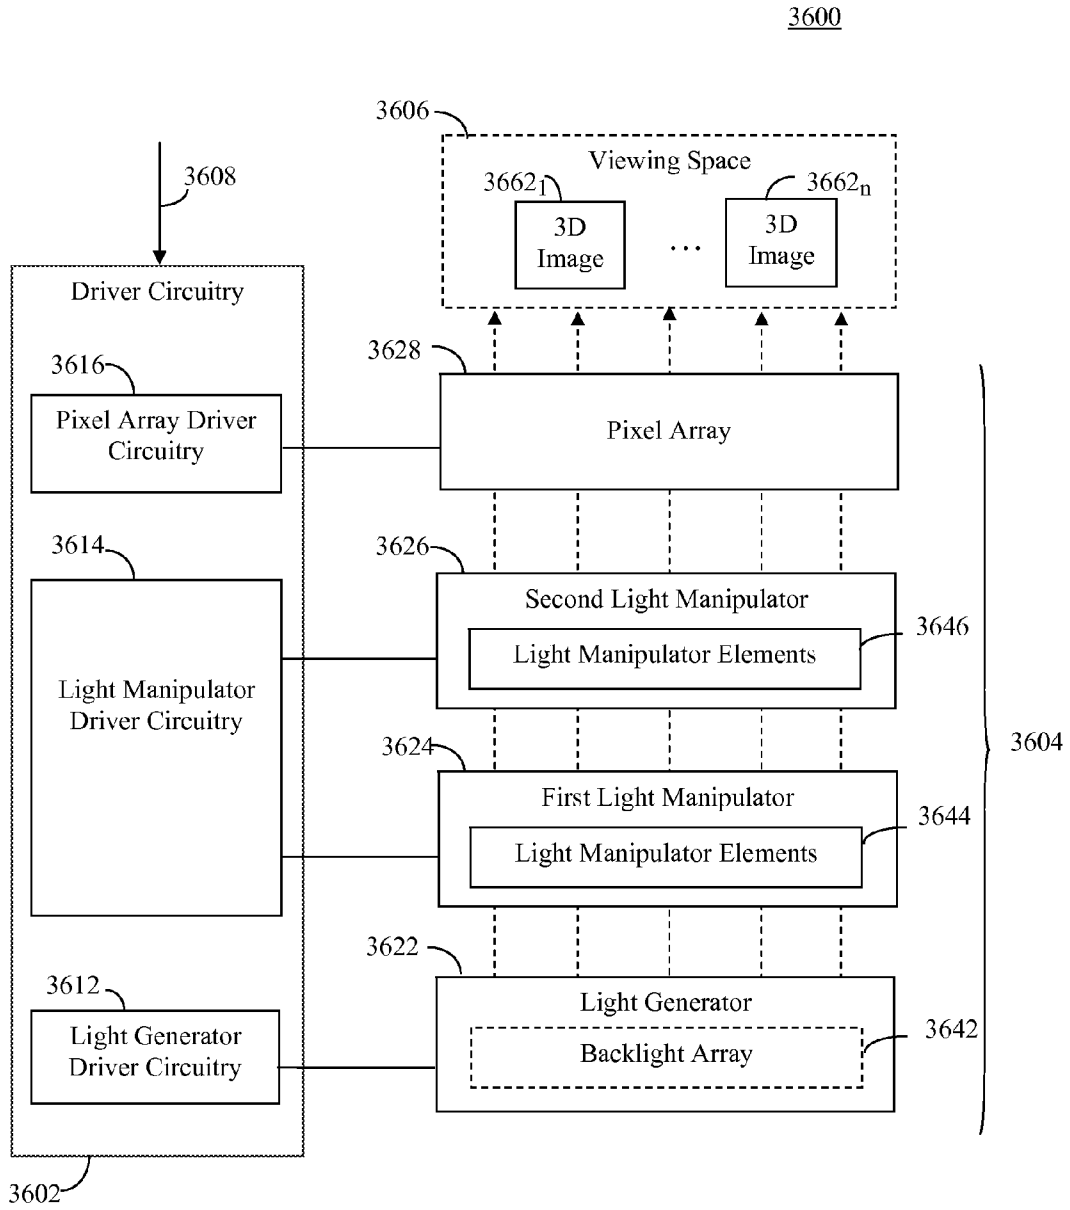 3600
3606
Viewing Space
3662₁
3662ₙ
3D
Image
...
3D
Image
3608
Driver Circuitry
3616
Pixel Array Driver
Circuitry
3628
Pixel Array
3614
Light Manipulator
Driver Circuitry
3626
Second Light Manipulator
Light Manipulator Elements
3646
3624
First Light Manipulator
Light Manipulator Elements
3644
3604
3612
Light Generator
Driver Circuitry
3622
Light Generator
Backlight Array
3642
3602